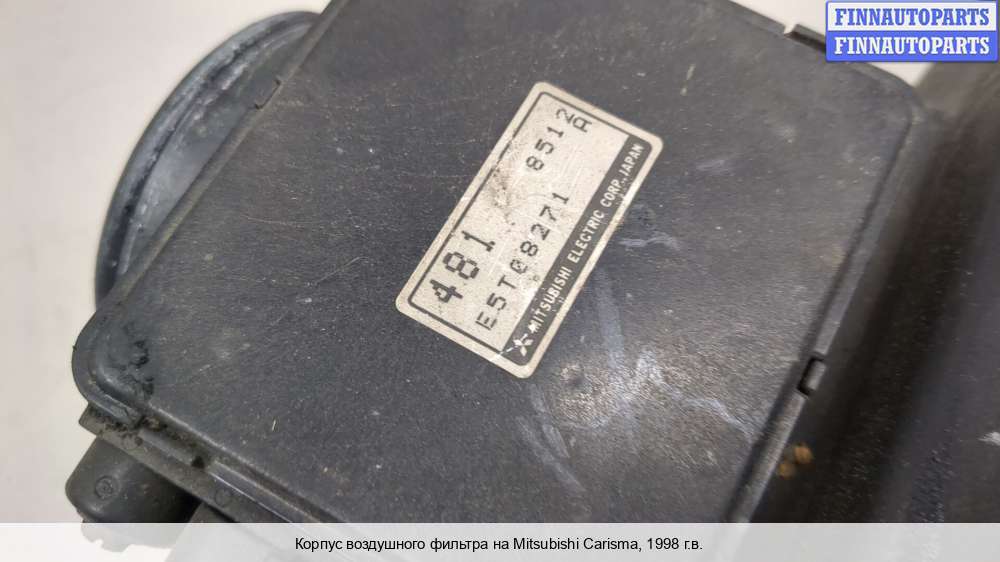 FINNAUTOPARTS
FINNAUTOPARTS
481 8512
E5T08271 A
MITSUBISHI ELECTRIC CORP. JAPAN
Корпус воздушного фильтра на Mitsubishi Carisma, 1998 г.в.